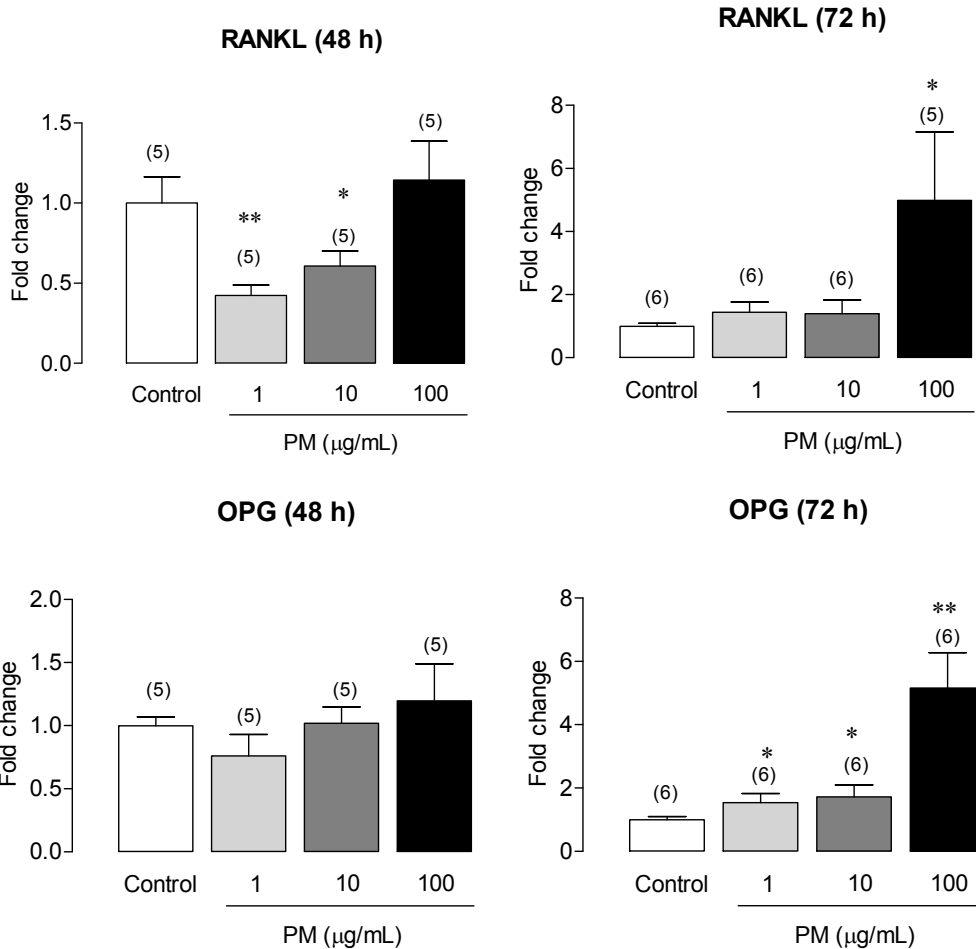 RANKL (48 h)
Fold change
1.5
1.0
0.5
0.0
(5)
**
(5)
*
(5)
(5)
Control 1 10 100
PM (μg/mL)
RANKL (72 h)
Fold change
8
6
4
2
0
(6)
(6)
(6)
*
(5)
Control 1 10 100
PM (μg/mL)
OPG (48 h)
Fold change
2.0
1.5
1.0
0.5
0.0
(5)
(5)
(5)
(5)
Control 1 10 100
PM (μg/mL)
OPG (72 h)
Fold change
8
6
4
2
0
(6)
*
(6)
*
(6)
**
(6)
Control 1 10 100
PM (μg/mL)